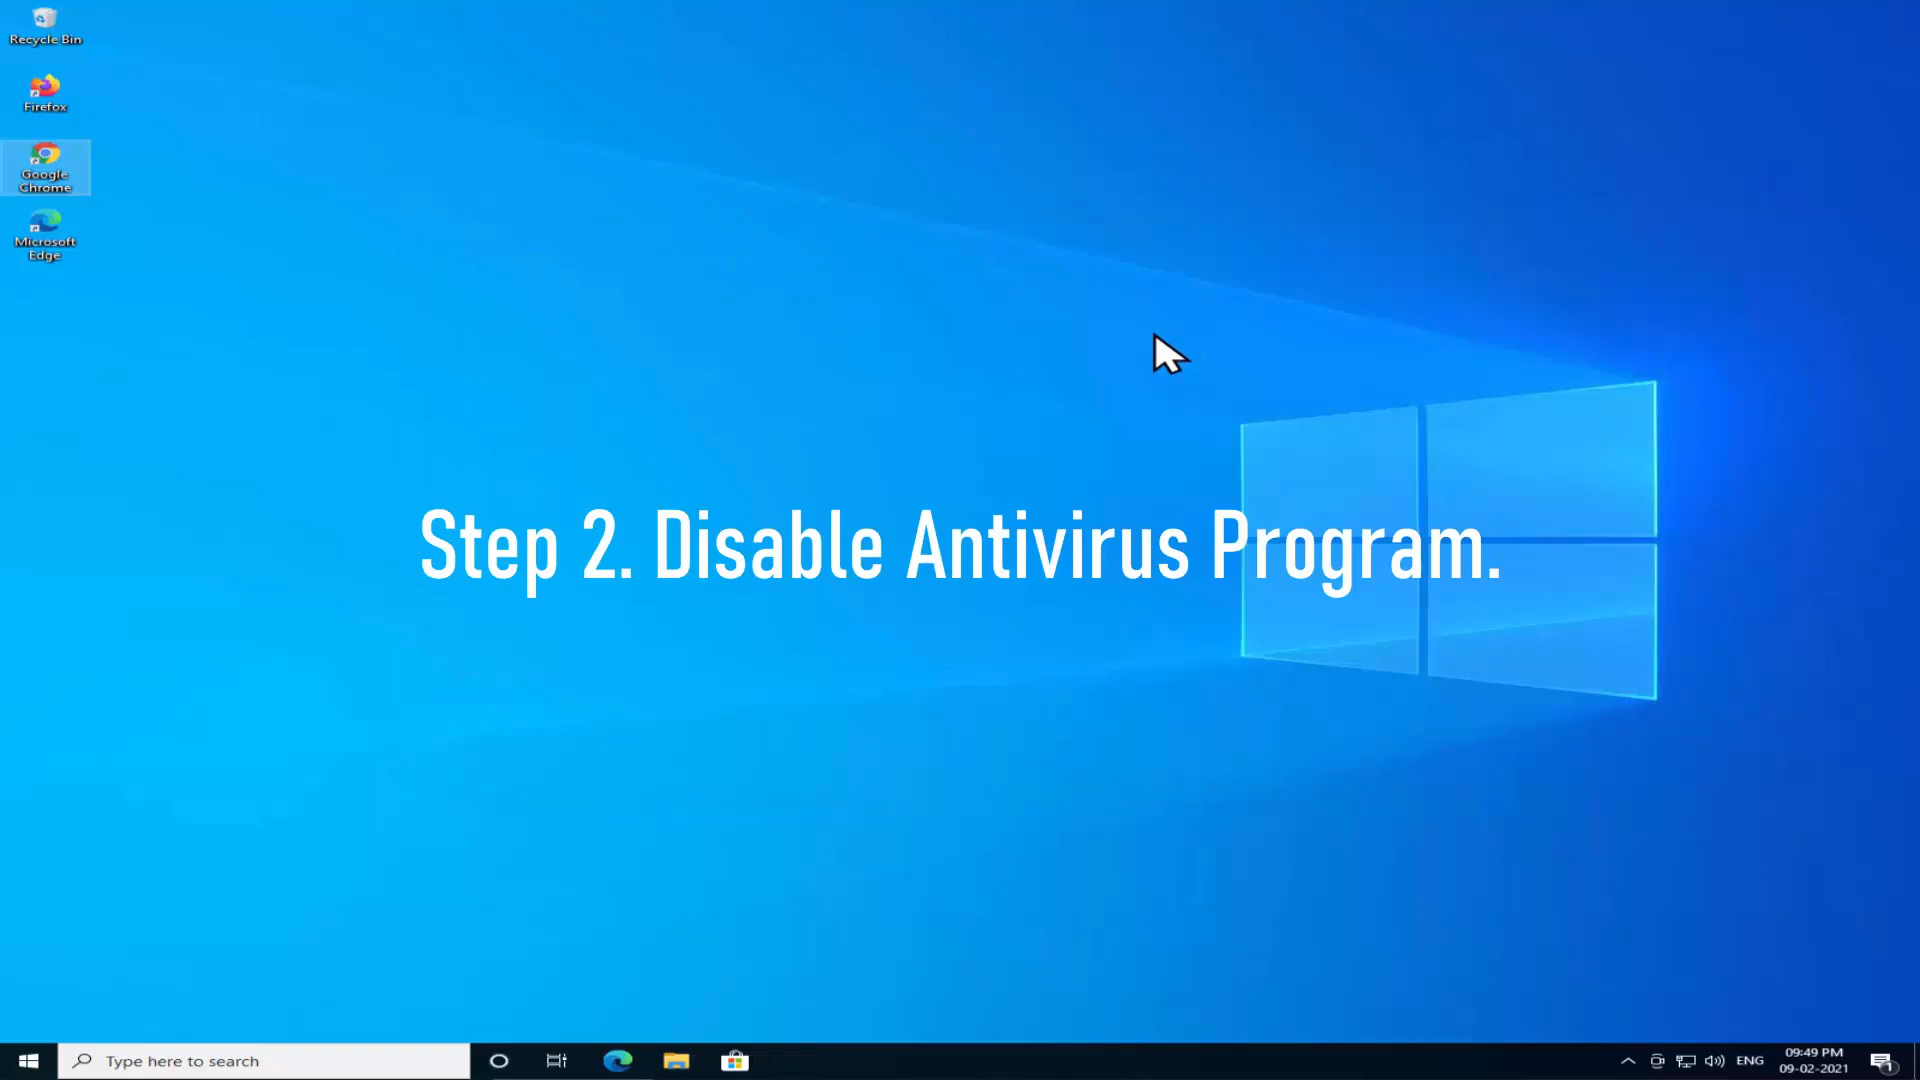 Recycle Bin
Firefox
Google
Chrome
Microsoft
Edge
Step 2. Disable Antivirus Program.
Type here to search
ENG
09:49 PM
09-02-2021
1